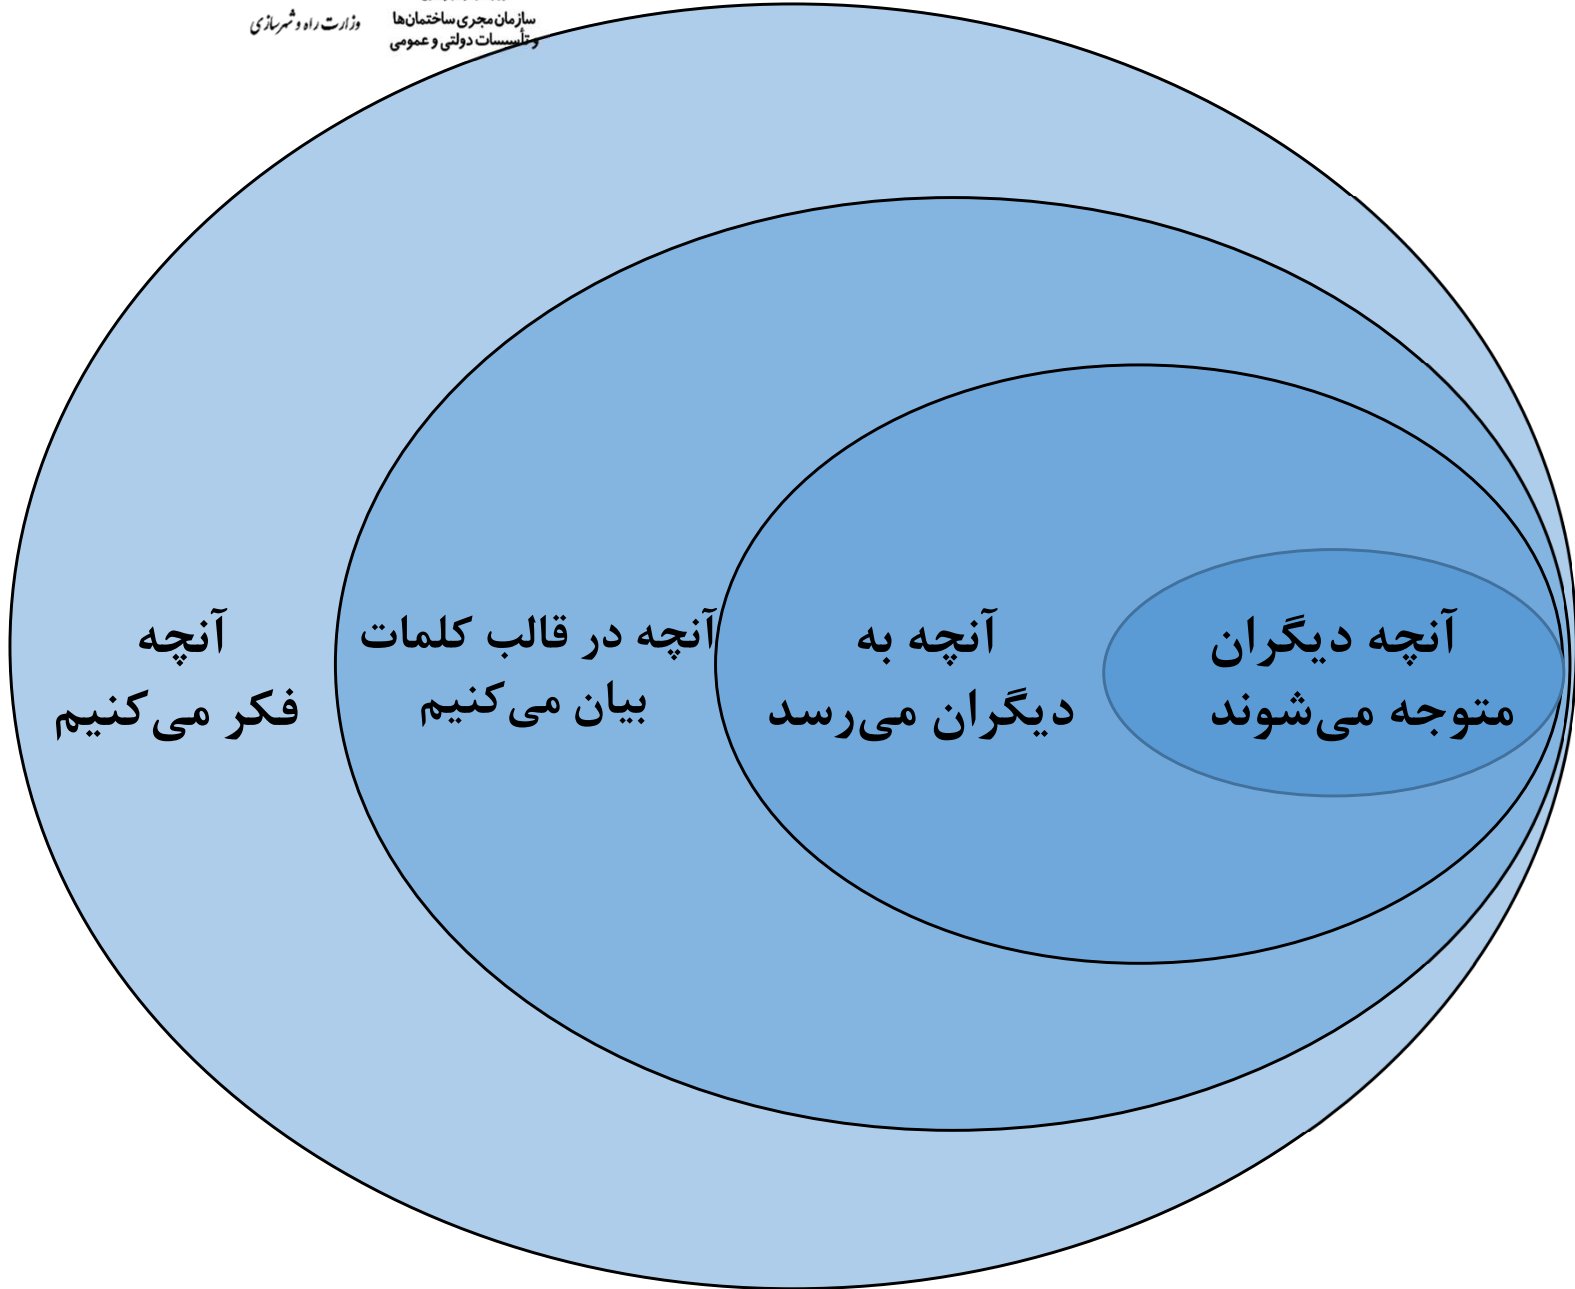 وزارت راه و شهرسازی
سازمان مجری ساختمان‌ها
و تأسیسات دولتی و عمومی
آنچه دیگران
متوجه می‌شوند
آنچه به
دیگران می‌رسد
آنچه در قالب کلمات
بیان می‌کنیم
آنچه
فکر می‌کنیم